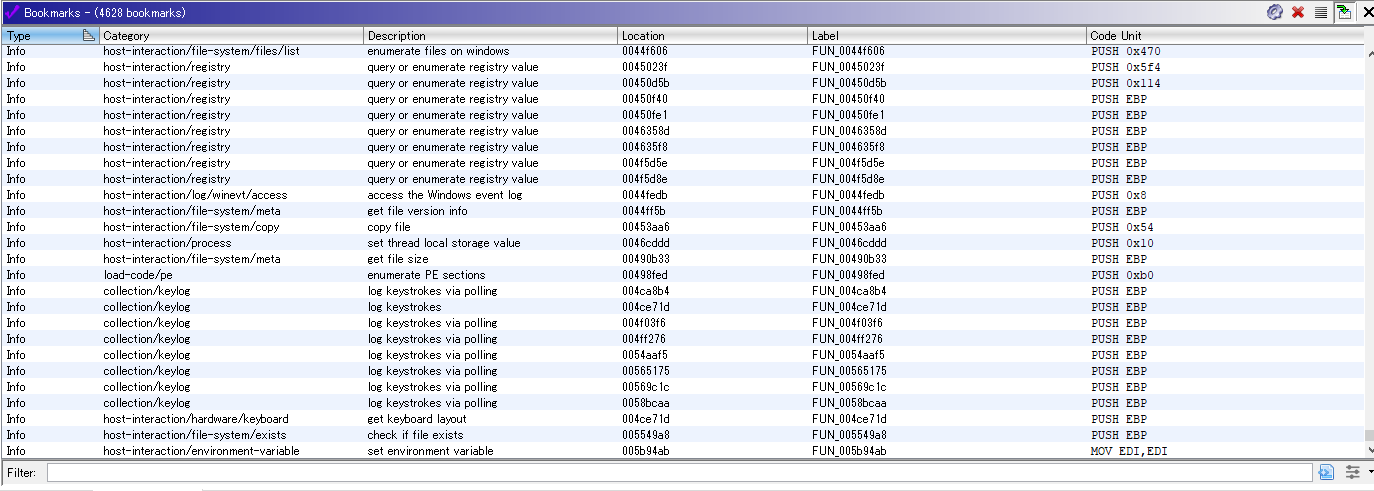 Bookmarks - (4628 bookmarks)
Type Category Description Location Label Code Unit
Info host-interaction/file-system/files/list enumerate files on windows 0044f606 FUN_0044f606 PUSH 0x470
Info host-interaction/registry query or enumerate registry value 0045023f FUN_0045023f PUSH 0x5f4
Info host-interaction/registry query or enumerate registry value 00450d5b FUN_00450d5b PUSH 0x114
Info host-interaction/registry query or enumerate registry value 00450f40 FUN_00450f40 PUSH EBP
Info host-interaction/registry query or enumerate registry value 00450fe1 FUN_00450fe1 PUSH EBP
Info host-interaction/registry query or enumerate registry value 0046358d FUN_0046358d PUSH EBP
Info host-interaction/registry query or enumerate registry value 004635f8 FUN_004635f8 PUSH EBP
Info host-interaction/registry query or enumerate registry value 004f5d5e FUN_004f5d5e PUSH EBP
Info host-interaction/registry query or enumerate registry value 004f5d8e FUN_004f5d8e PUSH EBP
Info host-interaction/log/winevt/access access the Windows event log 0044fedb FUN_0044fedb PUSH 0x8
Info host-interaction/file-system/meta get file version info 0044ff5b FUN_0044ff5b PUSH EBP
Info host-interaction/file-system/copy copy file 00453aa6 FUN_00453aa6 PUSH 0x54
Info host-interaction/process set thread local storage value 0046cddd FUN_0046cddd PUSH 0x10
Info host-interaction/file-system/meta get file size 00490b33 FUN_00490b33 PUSH EBP
Info load-code/pe enumerate PE sections 00498fed FUN_00498fed PUSH 0xb0
Info collection/keylog log keystrokes via polling 004ca8b4 FUN_004ca8b4 PUSH EBP
Info collection/keylog log keystrokes 004ce71d FUN_004ce71d PUSH EBP
Info collection/keylog log keystrokes via polling 004f03f6 FUN_004f03f6 PUSH EBP
Info collection/keylog log keystrokes via polling 004ff276 FUN_004ff276 PUSH EBP
Info collection/keylog log keystrokes via polling 0054aaf5 FUN_0054aaf5 PUSH EBP
Info collection/keylog log keystrokes via polling 00565175 FUN_00565175 PUSH EBP
Info collection/keylog log keystrokes via polling 00569c1c FUN_00569c1c PUSH EBP
Info collection/keylog log keystrokes via polling 0058bcaa FUN_0058bcaa PUSH EBP
Info host-interaction/hardware/keyboard get keyboard layout 004ce71d FUN_004ce71d PUSH EBP
Info host-interaction/file-system/exists check if file exists 005549a8 FUN_005549a8 PUSH EBP
Info host-interaction/environment-variable set environment variable 005b94ab FUN_005b94ab MOV EDI,EDI
Filter: